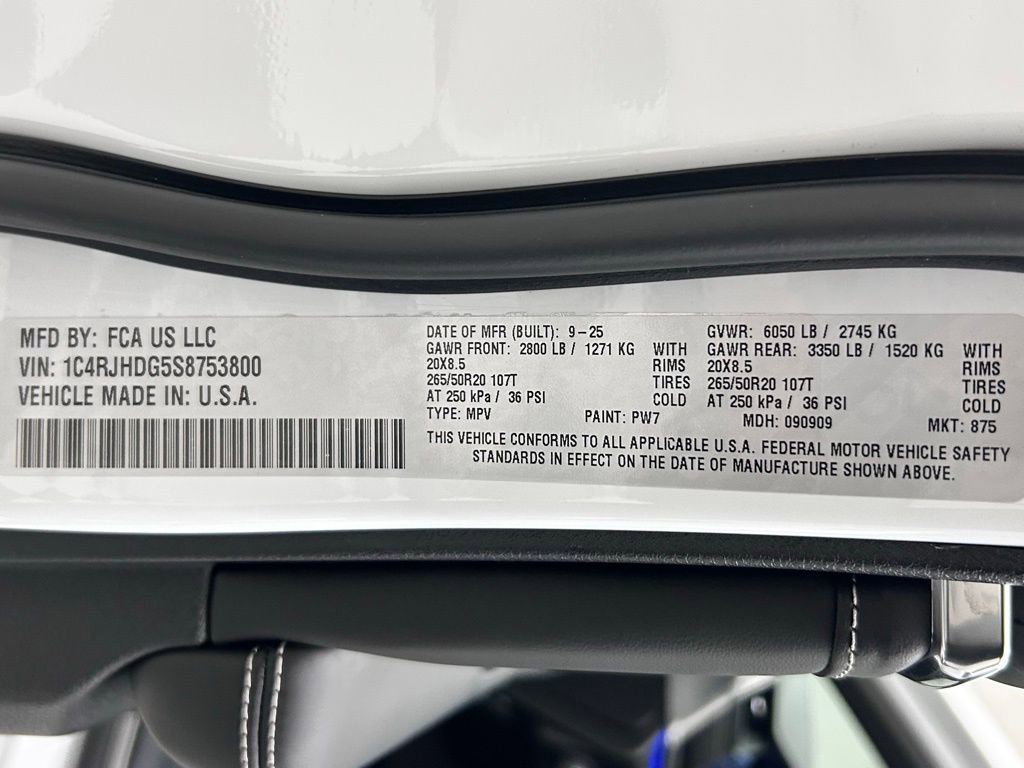 MFD BY: FCA US LLC
VIN: 1C4RJHDG5S8753800
VEHICLE MADE IN: U.S.A.
DATE OF MFR (BUILT): 9-25
GAWR FRONT: 2800 LB / 1271 KG WITH
20X8.5 RIMS
265/50R20 107T TIRES
AT 250 kPa / 36 PSI COLD
TYPE: MPV PAINT: PW7
GVWR: 6050 LB / 2745 KG
GAWR REAR: 3350 LB / 1520 KG WITH
20X8.5 RIMS
265/50R20 107T TIRES
AT 250 kPa / 36 PSI COLD
MDH: 090909 MKT: 875
THIS VEHICLE CONFORMS TO ALL APPLICABLE U.S.A. FEDERAL MOTOR VEHICLE SAFETY
STANDARDS IN EFFECT ON THE DATE OF MANUFACTURE SHOWN ABOVE.